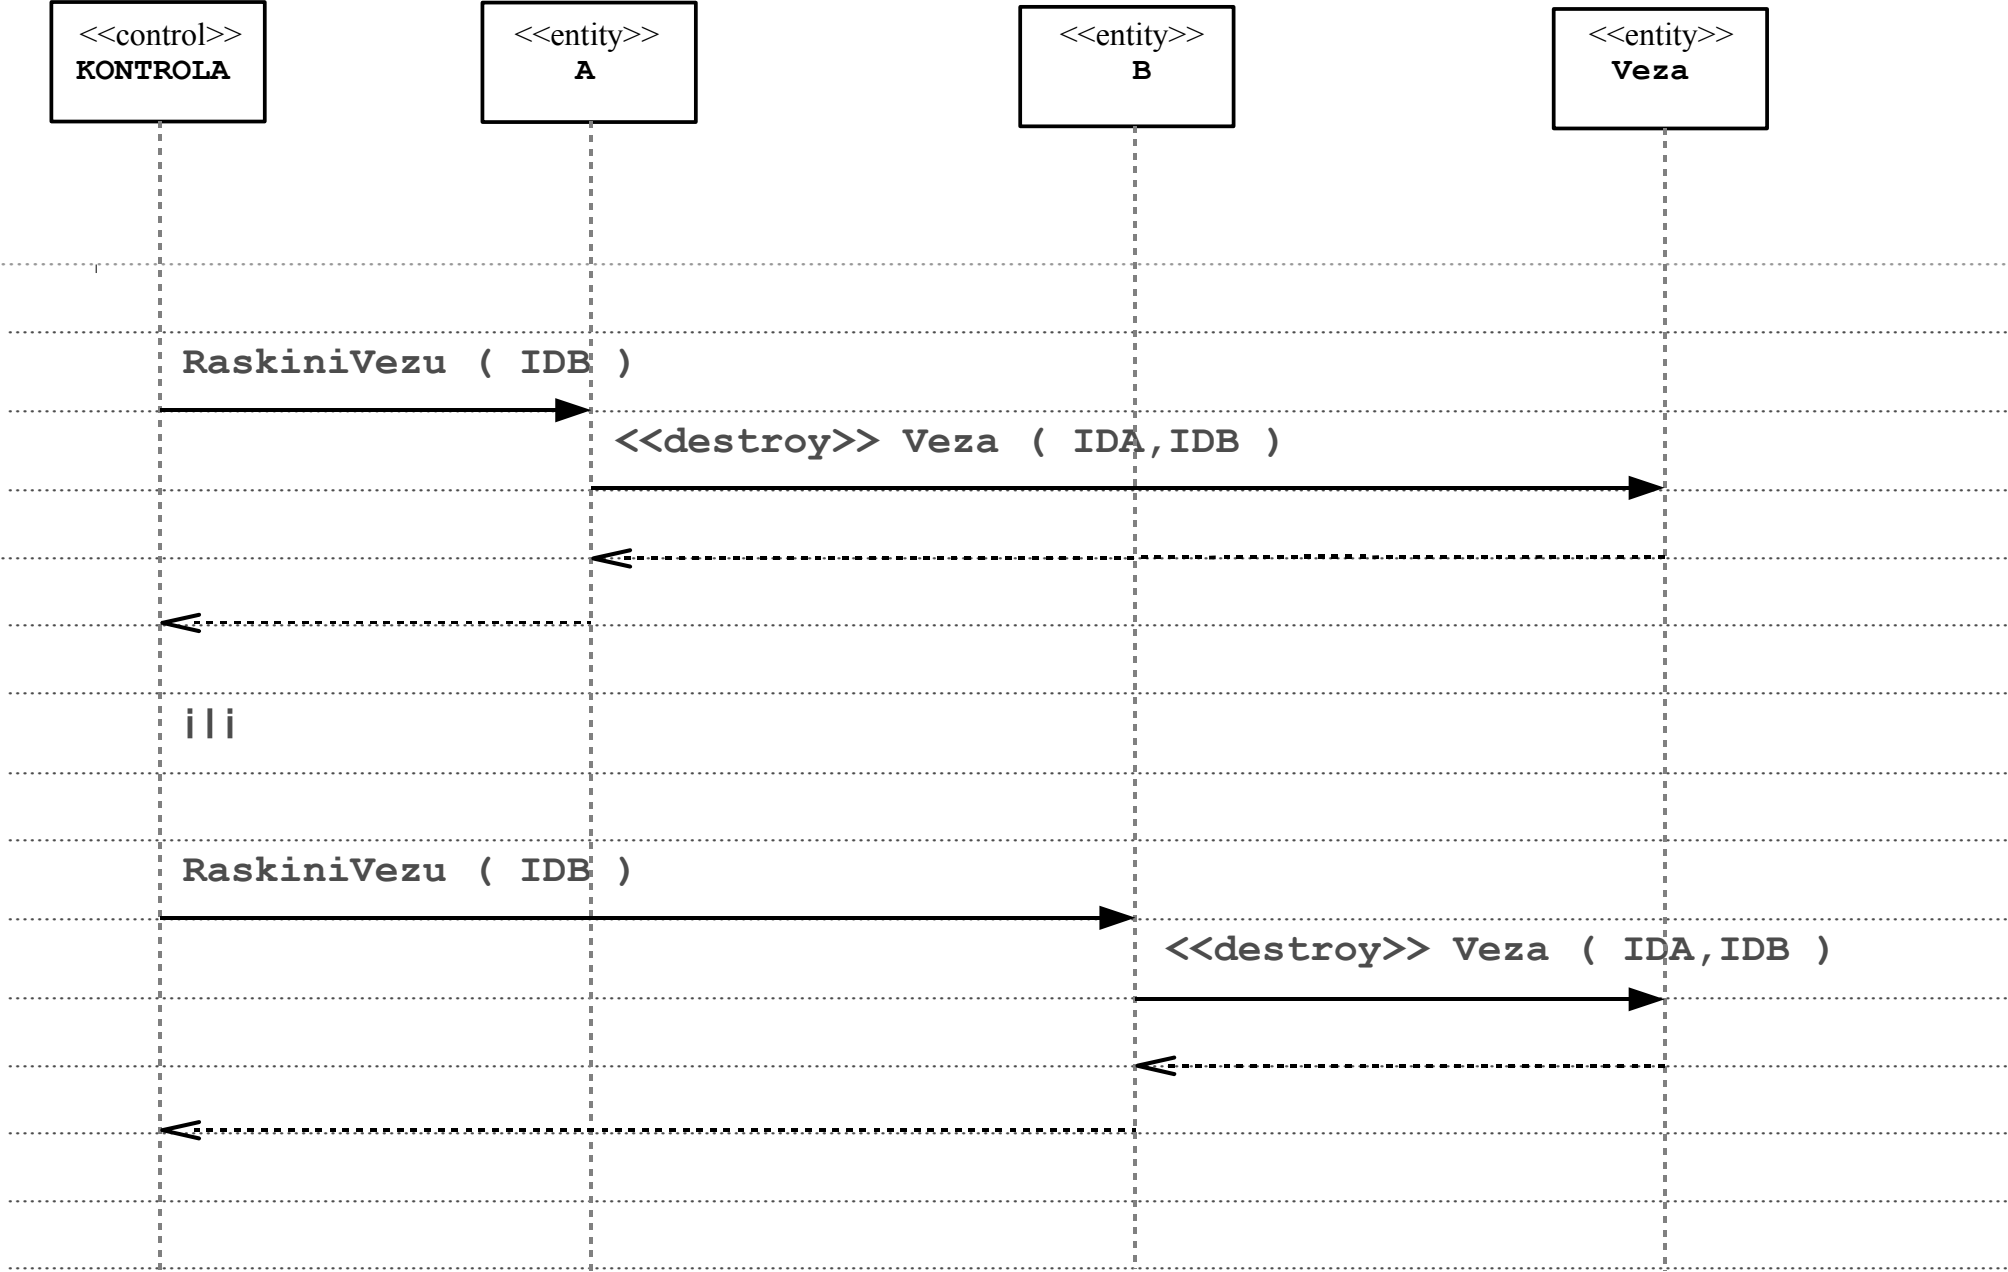 <<control>>
KONTROLA
<<entity>>
A
<<entity>>
B
<<entity>>
Veza
RaskiniVezu ( IDB )
<<destroy>> Veza ( IDA,IDB )
ili
RaskiniVezu ( IDB )
<<destroy>> Veza ( IDA,IDB )